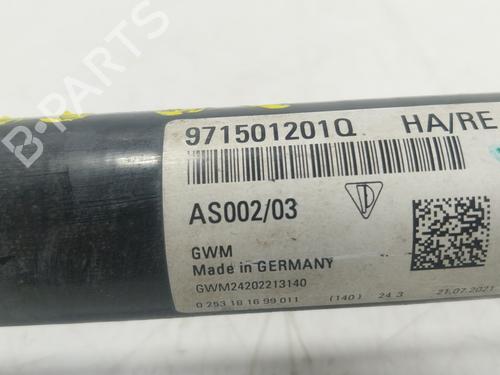 971501201Q HA/RE
AS002/03
GWM
Made in GERMANY
GWM24202213140
0 253 18 16 99 011 (140) 24.3 21.07.2021
B-PARTS